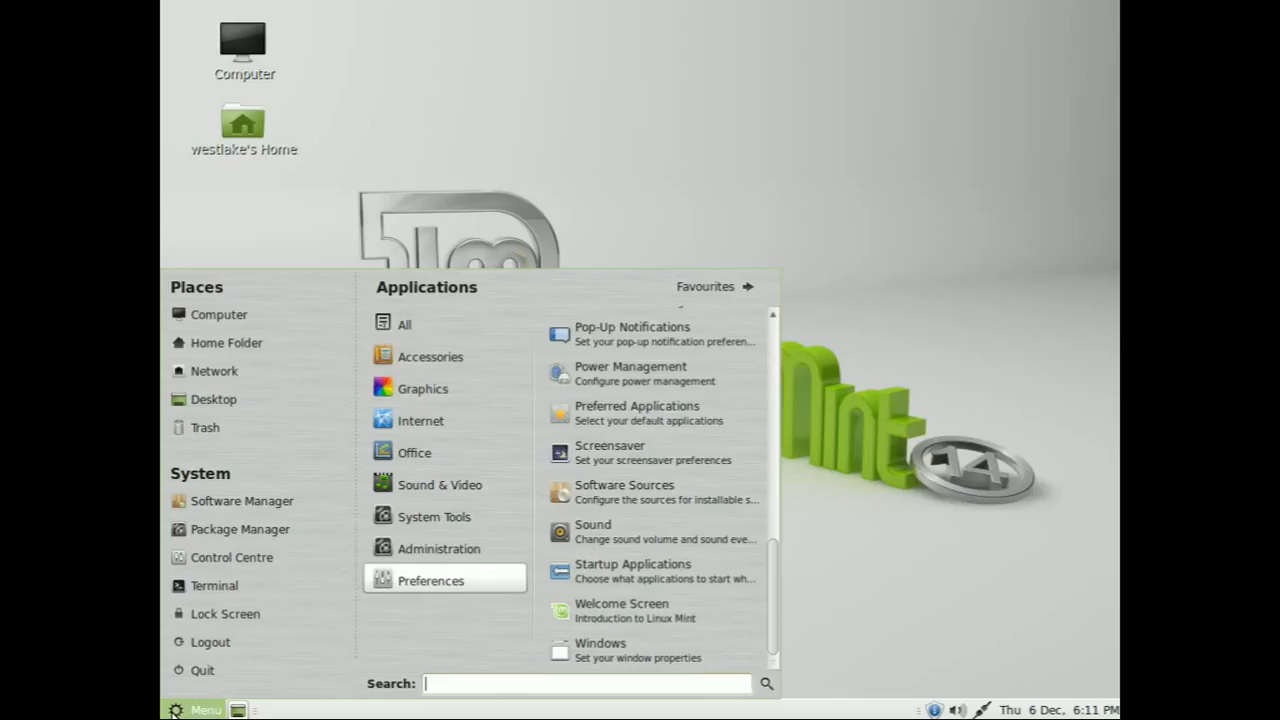 Computer
westlake's Home
Mint
14
Places
Computer
Home Folder
Network
Desktop
Trash
System
Software Manager
Package Manager
Control Centre
Terminal
Lock Screen
Logout
Quit
Applications
Favourites
All
Accessories
Graphics
Internet
Office
Sound & Video
System Tools
Administration
Preferences
Pop-Up Notifications
Set your pop-up notification preferen...
Power Management
Configure power management
Preferred Applications
Select your default applications
Screensaver
Set your screensaver preferences
Software Sources
Configure the sources for installable s...
Sound
Change sound volume and sound eve...
Startup Applications
Choose what applications to start wh...
Welcome Screen
Introduction to Linux Mint
Windows
Set your window properties
Search:
Menu
Thu 6 Dec, 6:11 PM